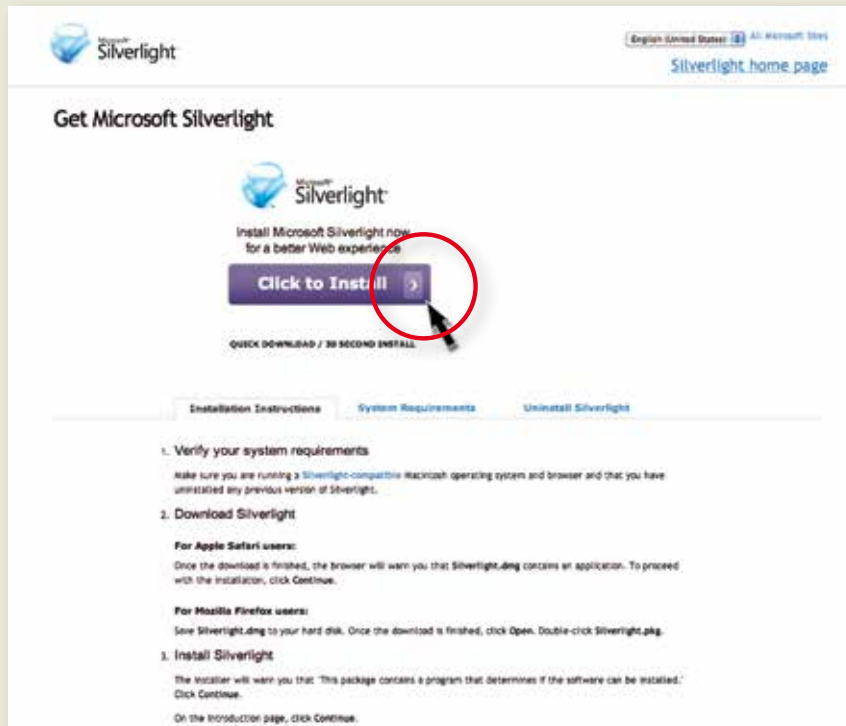 Microsoft®
Silverlight
English (United States) All Microsoft Sites
Silverlight home page
Get Microsoft Silverlight
Microsoft®
Silverlight
Install Microsoft Silverlight now
for a better Web experience
Click to Install
QUICK DOWNLOAD / 30 SECOND INSTALL
Installation Instructions System Requirements Uninstall Silverlight
1. Verify your system requirements
Make sure you are running a Silverlight-compatible Macintosh operating system and browser and that you have
uninstalled any previous version of Silverlight.
2. Download Silverlight
For Apple Safari users:
Once the download is finished, the browser will warn you that Silverlight.dmg contains an application. To proceed
with the installation, click Continue.
For Mozilla Firefox users:
Save Silverlight.dmg to your hard disk. Once the download is finished, click Open. Double-click Silverlight.pkg.
3. Install Silverlight
The installer will warn you that 'This package contains a program that determines if the software can be installed.'
Click Continue.
On the Introduction page, click Continue.